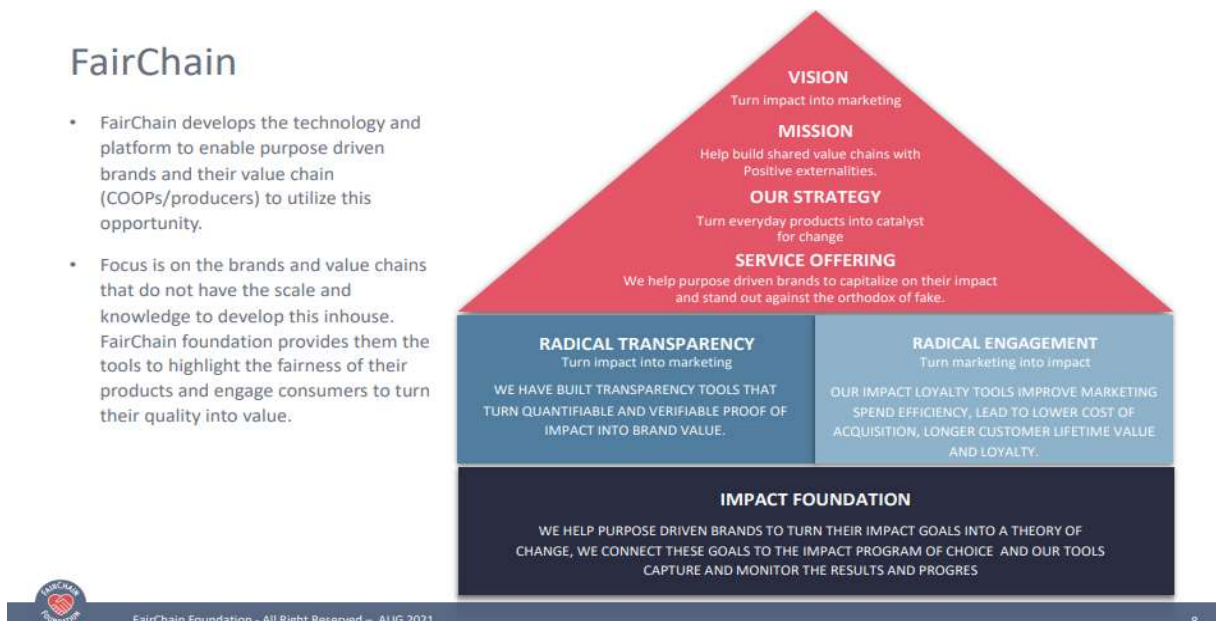 FairChain
• FairChain develops the technology and
platform to enable purpose driven
brands and their value chain
(COOPs/producers) to utilize this
opportunity.
• Focus is on the brands and value chains
that do not have the scale and
knowledge to develop this inhouse.
FairChain foundation provides them the
tools to highlight the fairness of their
products and engage consumers to turn
their quality into value.
VISION
Turn impact into marketing
MISSION
Help build shared value chains with
Positive externalities.
OUR STRATEGY
Turn everyday products into catalyst
for change
SERVICE OFFERING
We help purpose driven brands to capitalize on their impact
and stand out against the orthodox of fake.
RADICAL TRANSPARENCY
Turn impact into marketing
WE HAVE BUILT TRANSPARENCY TOOLS THAT
TURN QUANTIFIABLE AND VERIFIABLE PROOF OF
IMPACT INTO BRAND VALUE.
RADICAL ENGAGEMENT
Turn marketing into impact
OUR IMPACT LOYALTY TOOLS IMPROVE MARKETING
SPEND EFFICIENCY, LEAD TO LOWER COST OF
ACQUISITION, LONGER CUSTOMER LIFETIME VALUE
AND LOYALTY.
IMPACT FOUNDATION
WE HELP PURPOSE DRIVEN BRANDS TO TURN THEIR IMPACT GOALS INTO A THEORY OF
CHANGE, WE CONNECT THESE GOALS TO THE IMPACT PROGRAM OF CHOICE AND OUR TOOLS
CAPTURE AND MONITOR THE RESULTS AND PROGRES
FAIRCHAIN
FairChain Foundation - All Right Reserved – AUG 2021
8